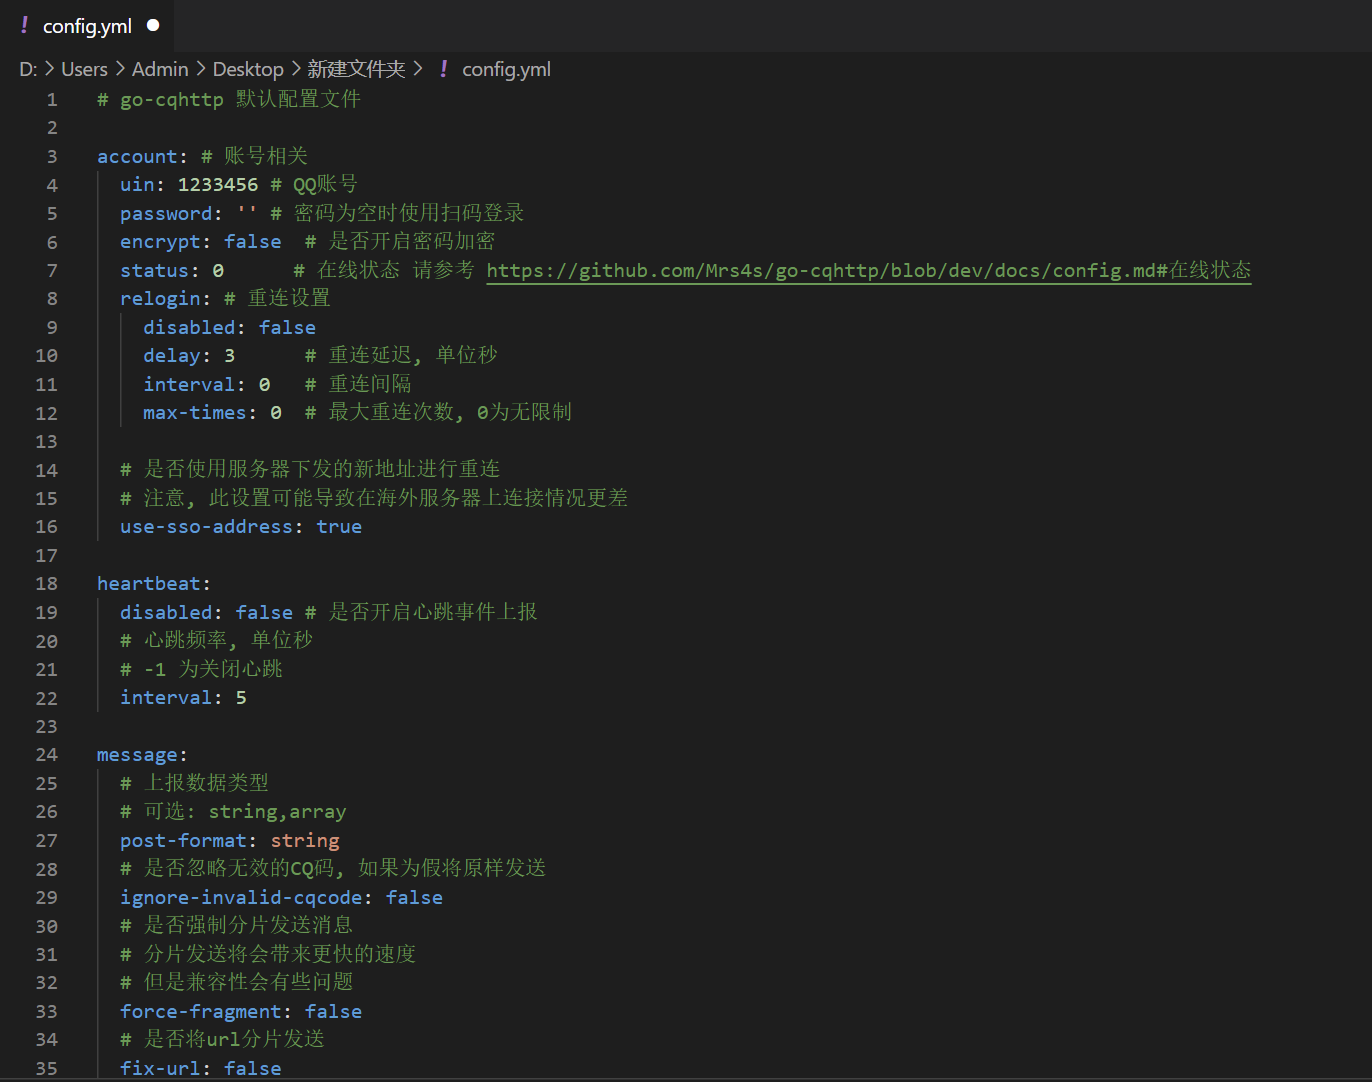 ! config.yml ●
D: > Users > Admin > Desktop > 新建文件夹 > ! config.yml
1 # go-cqhttp 默认配置文件
2
3 account: # 账号相关
4   uin: 1233456 # QQ账号
5   password: '' # 密码为空时使用扫码登录
6   encrypt: false  # 是否开启密码加密
7   status: 0      # 在线状态 请参考 https://github.com/Mrs4s/go-cqhttp/blob/dev/docs/config.md#在线状态
8   relogin: # 重连设置
9     disabled: false
10     delay: 3      # 重连延迟, 单位秒
11     interval: 0   # 重连间隔
12     max-times: 0  # 最大重连次数, 0为无限制
13
14   # 是否使用服务器下发的新地址进行重连
15   # 注意, 此设置可能导致在海外服务器上连接情况更差
16   use-sso-address: true
17
18 heartbeat:
19   disabled: false # 是否开启心跳事件上报
20   # 心跳频率, 单位秒
21   # -1 为关闭心跳
22   interval: 5
23
24 message:
25   # 上报数据类型
26   # 可选: string,array
27   post-format: string
28   # 是否忽略无效的CQ码, 如果为假将原样发送
29   ignore-invalid-cqcode: false
30   # 是否强制分片发送消息
31   # 分片发送将会带来更快的速度
32   # 但是兼容性会有些问题
33   force-fragment: false
34   # 是否将url分片发送
35   fix-url: false